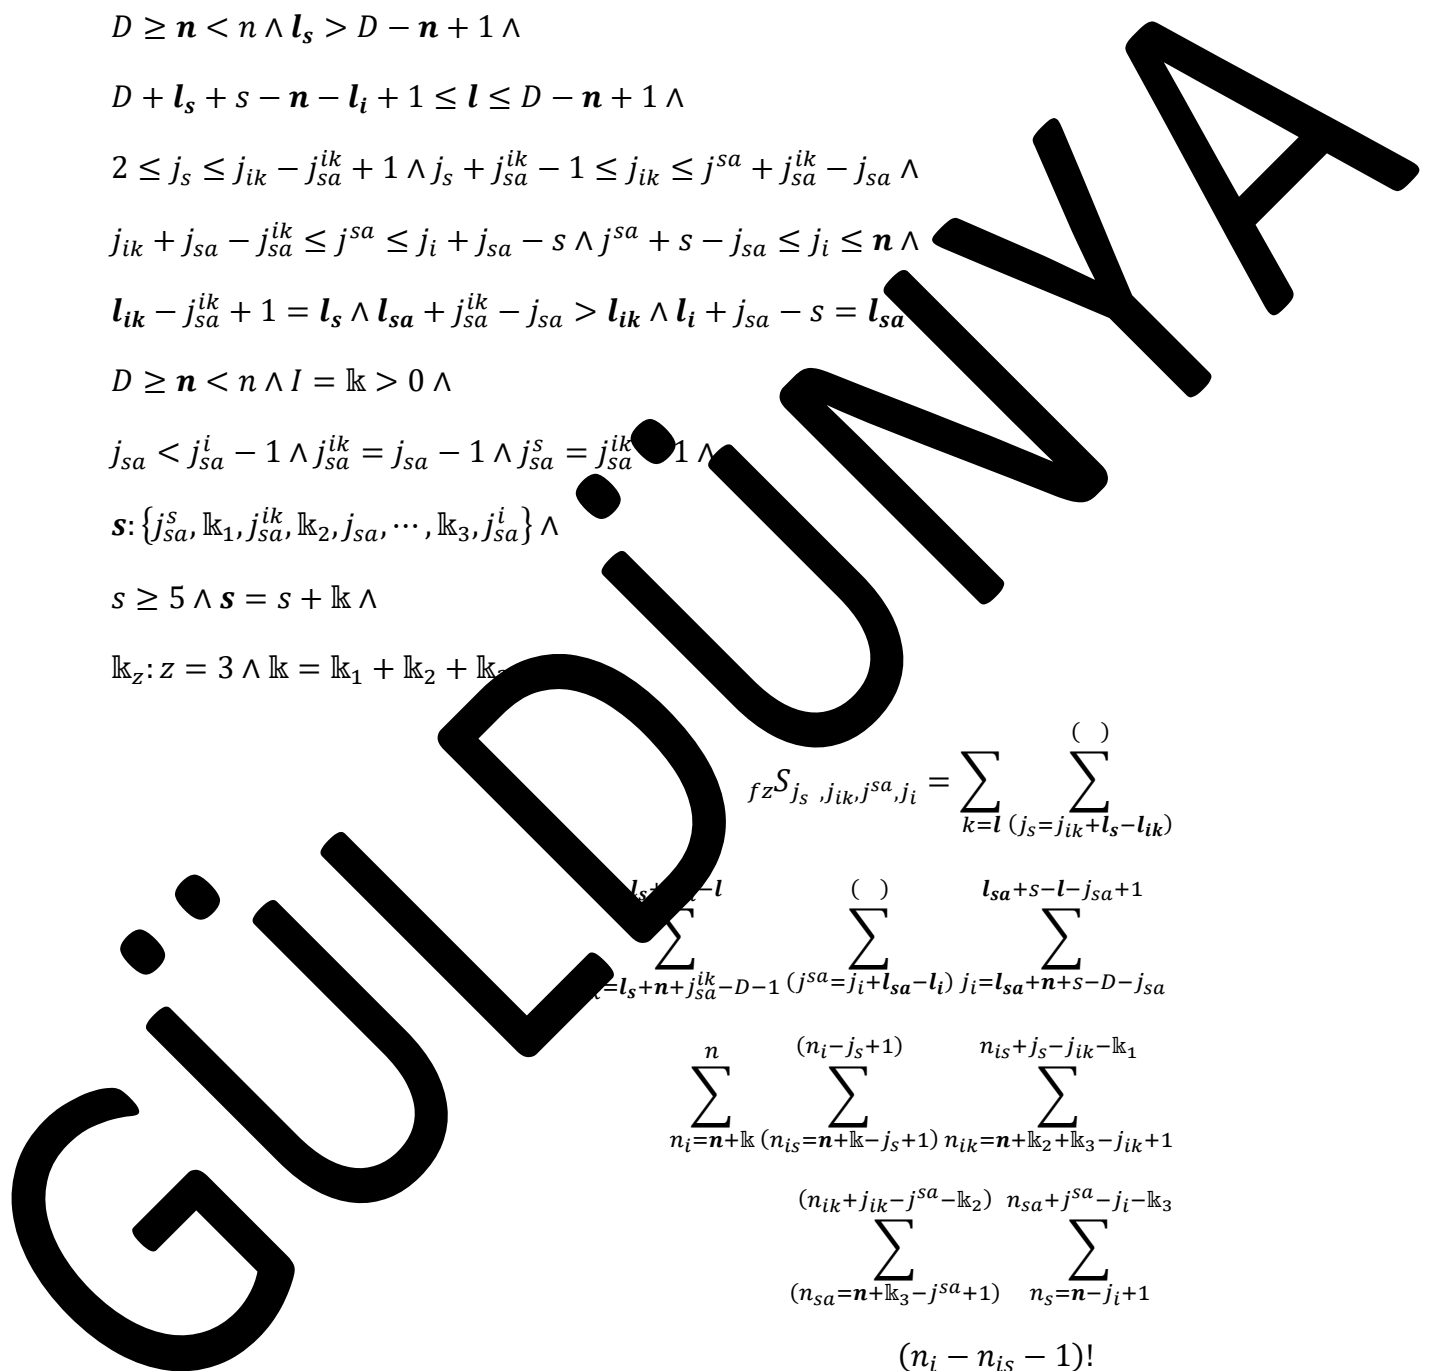 D ≥ n < n ∧ l_s > D − n + 1 ∧
D + l_s + s − n − l_i + 1 ≤ l ≤ D − n + 1 ∧
2 ≤ j_s ≤ j_{ik} − j_{sa}^{ik} + 1 ∧ j_s + j_{sa}^{ik} − 1 ≤ j_{ik} ≤ j^{sa} + j_{sa}^{ik} − j_{sa} ∧
j_{ik} + j_{sa} − j_{sa}^{ik} ≤ j^{sa} ≤ j_i + j_{sa} − s ∧ j^{sa} + s − j_{sa} ≤ j_i ≤ n ∧
l_{ik} − j_{sa}^{ik} + 1 = l_s ∧ l_{sa} + j_{sa}^{ik} − j_{sa} > l_{ik} ∧ l_i + j_{sa} − s = l_{sa}
D ≥ n < n ∧ I = 𝕜 > 0 ∧
j_{sa} < j_{sa}^i − 1 ∧ j_{sa}^{ik} = j_{sa} − 1 ∧ j_{sa}^s = j_{sa}^{ik} 1 ∧
s: {j_{sa}^s, 𝕜_1, j_{sa}^{ik}, 𝕜_2, j_{sa}, ⋯, 𝕜_3, j_{sa}^i} ∧
s ≥ 5 ∧ s = s + 𝕜 ∧
𝕜_z: z = 3 ∧ 𝕜 = 𝕜_1 + 𝕜_2 + 𝕜
( )
_{fz}S_{j_s ,j_{ik},j^{sa},j_i} = ∑ ∑
k=l (j_s=j_{ik}+l_s−l_{ik})
l_s+ −l ( ) l_{sa}+s−l−j_{sa}+1
∑ ∑ ∑
=l_s+n+j_{sa}^{ik}−D−1 (j^{sa}=j_i+l_{sa}−l_i) j_i=l_{sa}+n+s−D−j_{sa}
n (n_i−j_s+1) n_{is}+j_s−j_{ik}−𝕜_1
∑ ∑ ∑
n_i=n+𝕜 (n_{is}=n+𝕜−j_s+1) n_{ik}=n+𝕜_2+𝕜_3−j_{ik}+1
(n_{ik}+j_{ik}−j^{sa}−𝕜_2) n_{sa}+j^{sa}−j_i−𝕜_3
∑ ∑
(n_{sa}=n+𝕜_3−j^{sa}+1) n_s=n−j_i+1
(n_i − n_{is} − 1)!
GÜLDÜNYA